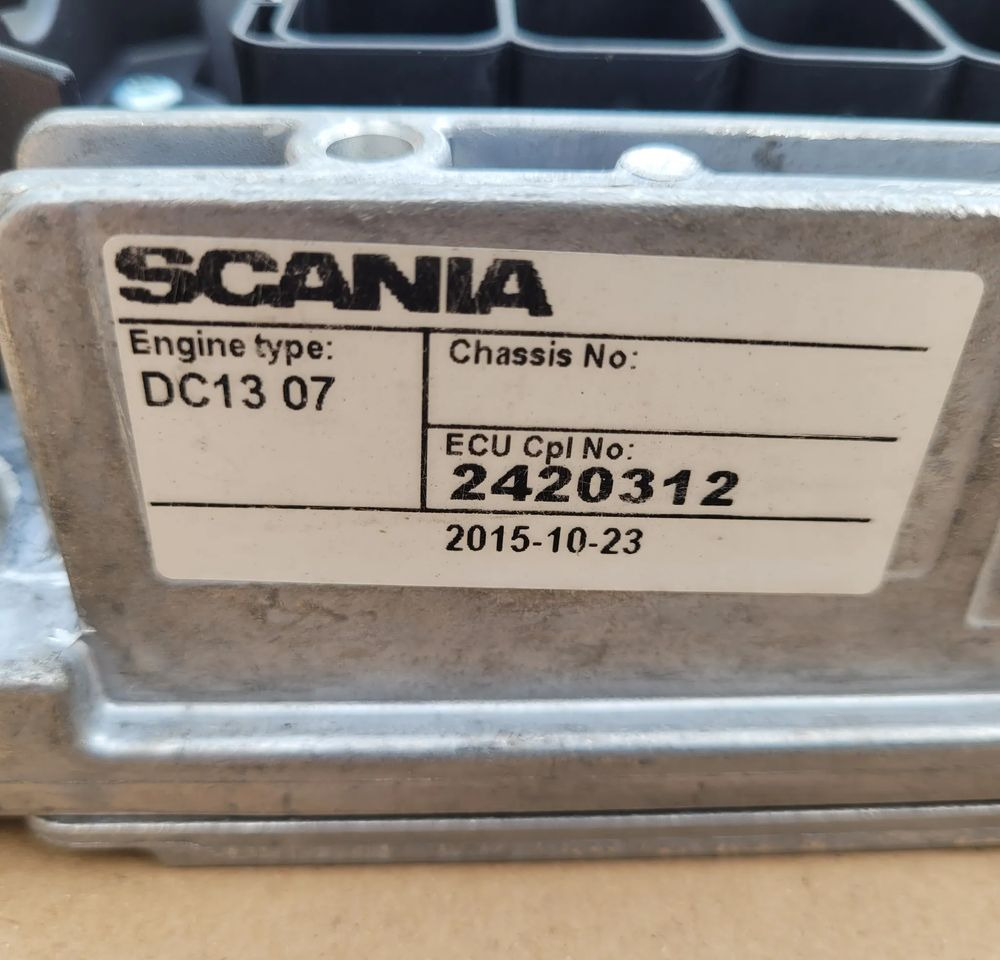 SCANIA
Engine type:
DC13 07
Chassis No:
ECU Cpl No:
2420312
2015-10-23